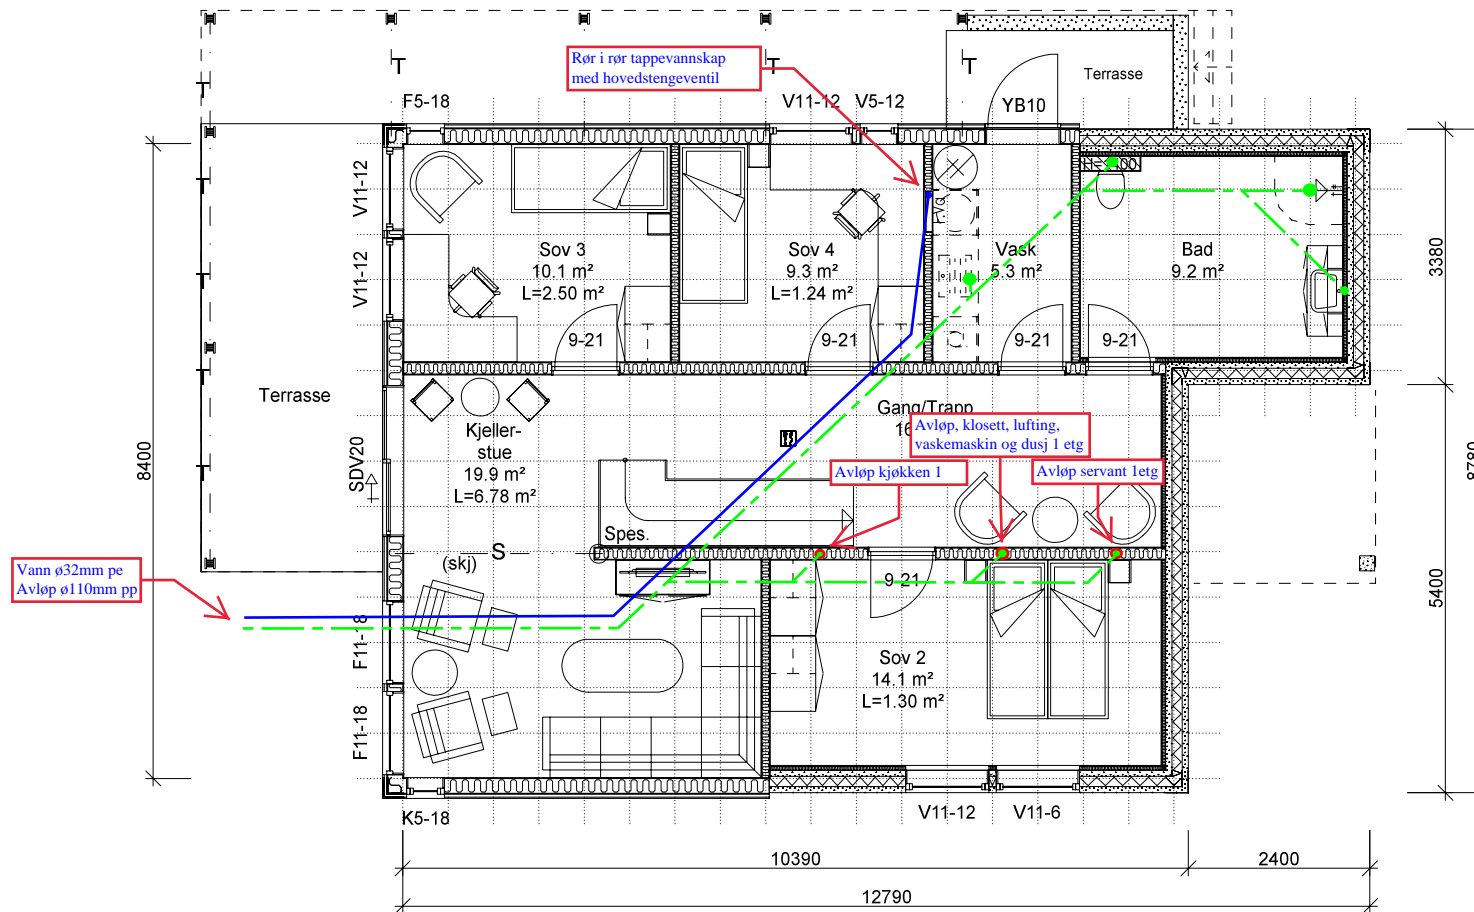 T
T
T
Rør i rør tappevannskap
med hovedstengeventil
Terrasse
F5-18
V11-12
V5-12
YB10
T
T
T
T
T
V11-12
V11-12
Sov 3
10.1 m²
L=2.50 m²
9-21
Sov 4
9.3 m²
L=1.24 m²
9-21
VVO
Vask
5.3 m²
9-21
Bad
9.2 m²
9-21
3380
Terrasse
8400
SDV20
Kjeller-
stue
19.9 m²
L=6.78 m²
Gang/Trapp
16
Avløp, klosett, lufting,
vaskemaskin og dusj 1 etg
Avløp kjøkken 1
Avløp servant 1etg
8780
Spes.
S
(skj)
Vann ø32mm pe
Avløp ø110mm pp
9-21
5400
F11-18
F11-18
Sov 2
14.1 m²
L=1.30 m²
K5-18
V11-12
V11-6
10390
2400
12790